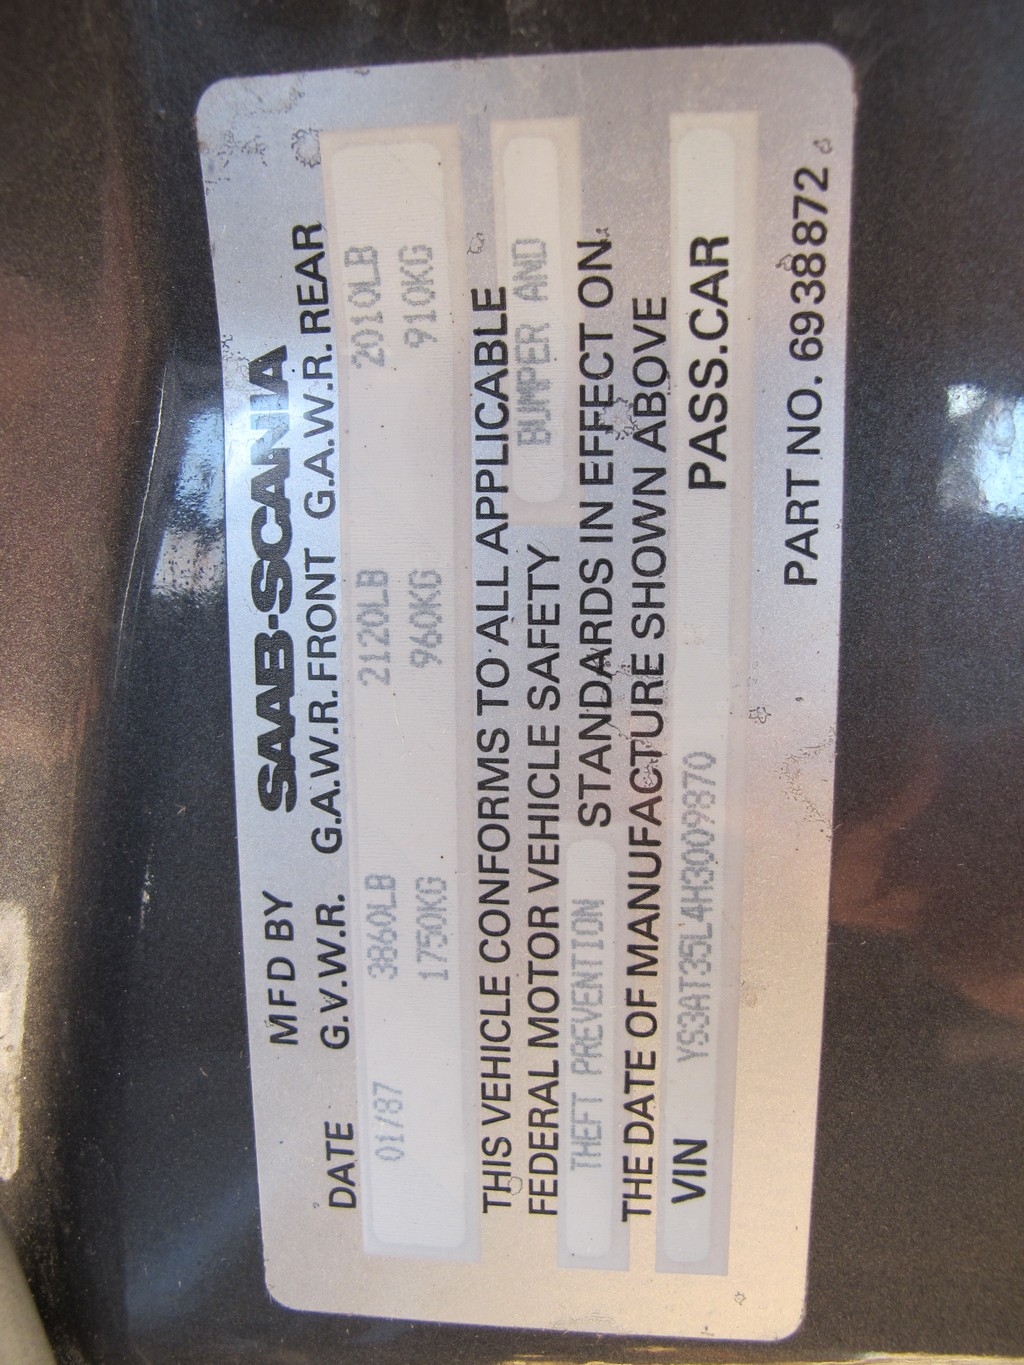 MFD BY SAAB-SCANIA
DATE G.V.W.R. G.A.W.R. FRONT G.A.W.R. REAR
01/87 3860LB 2120LB 2010LB
1750KG 960KG 910KG
THIS VEHICLE CONFORMS TO ALL APPLICABLE
FEDERAL MOTOR VEHICLE SAFETY BUMPER AND
THEFT PREVENTION STANDARDS IN EFFECT ON
THE DATE OF MANUFACTURE SHOWN ABOVE
VIN YS3AT35L4H3009870 PASS.CAR
PART NO. 6938872